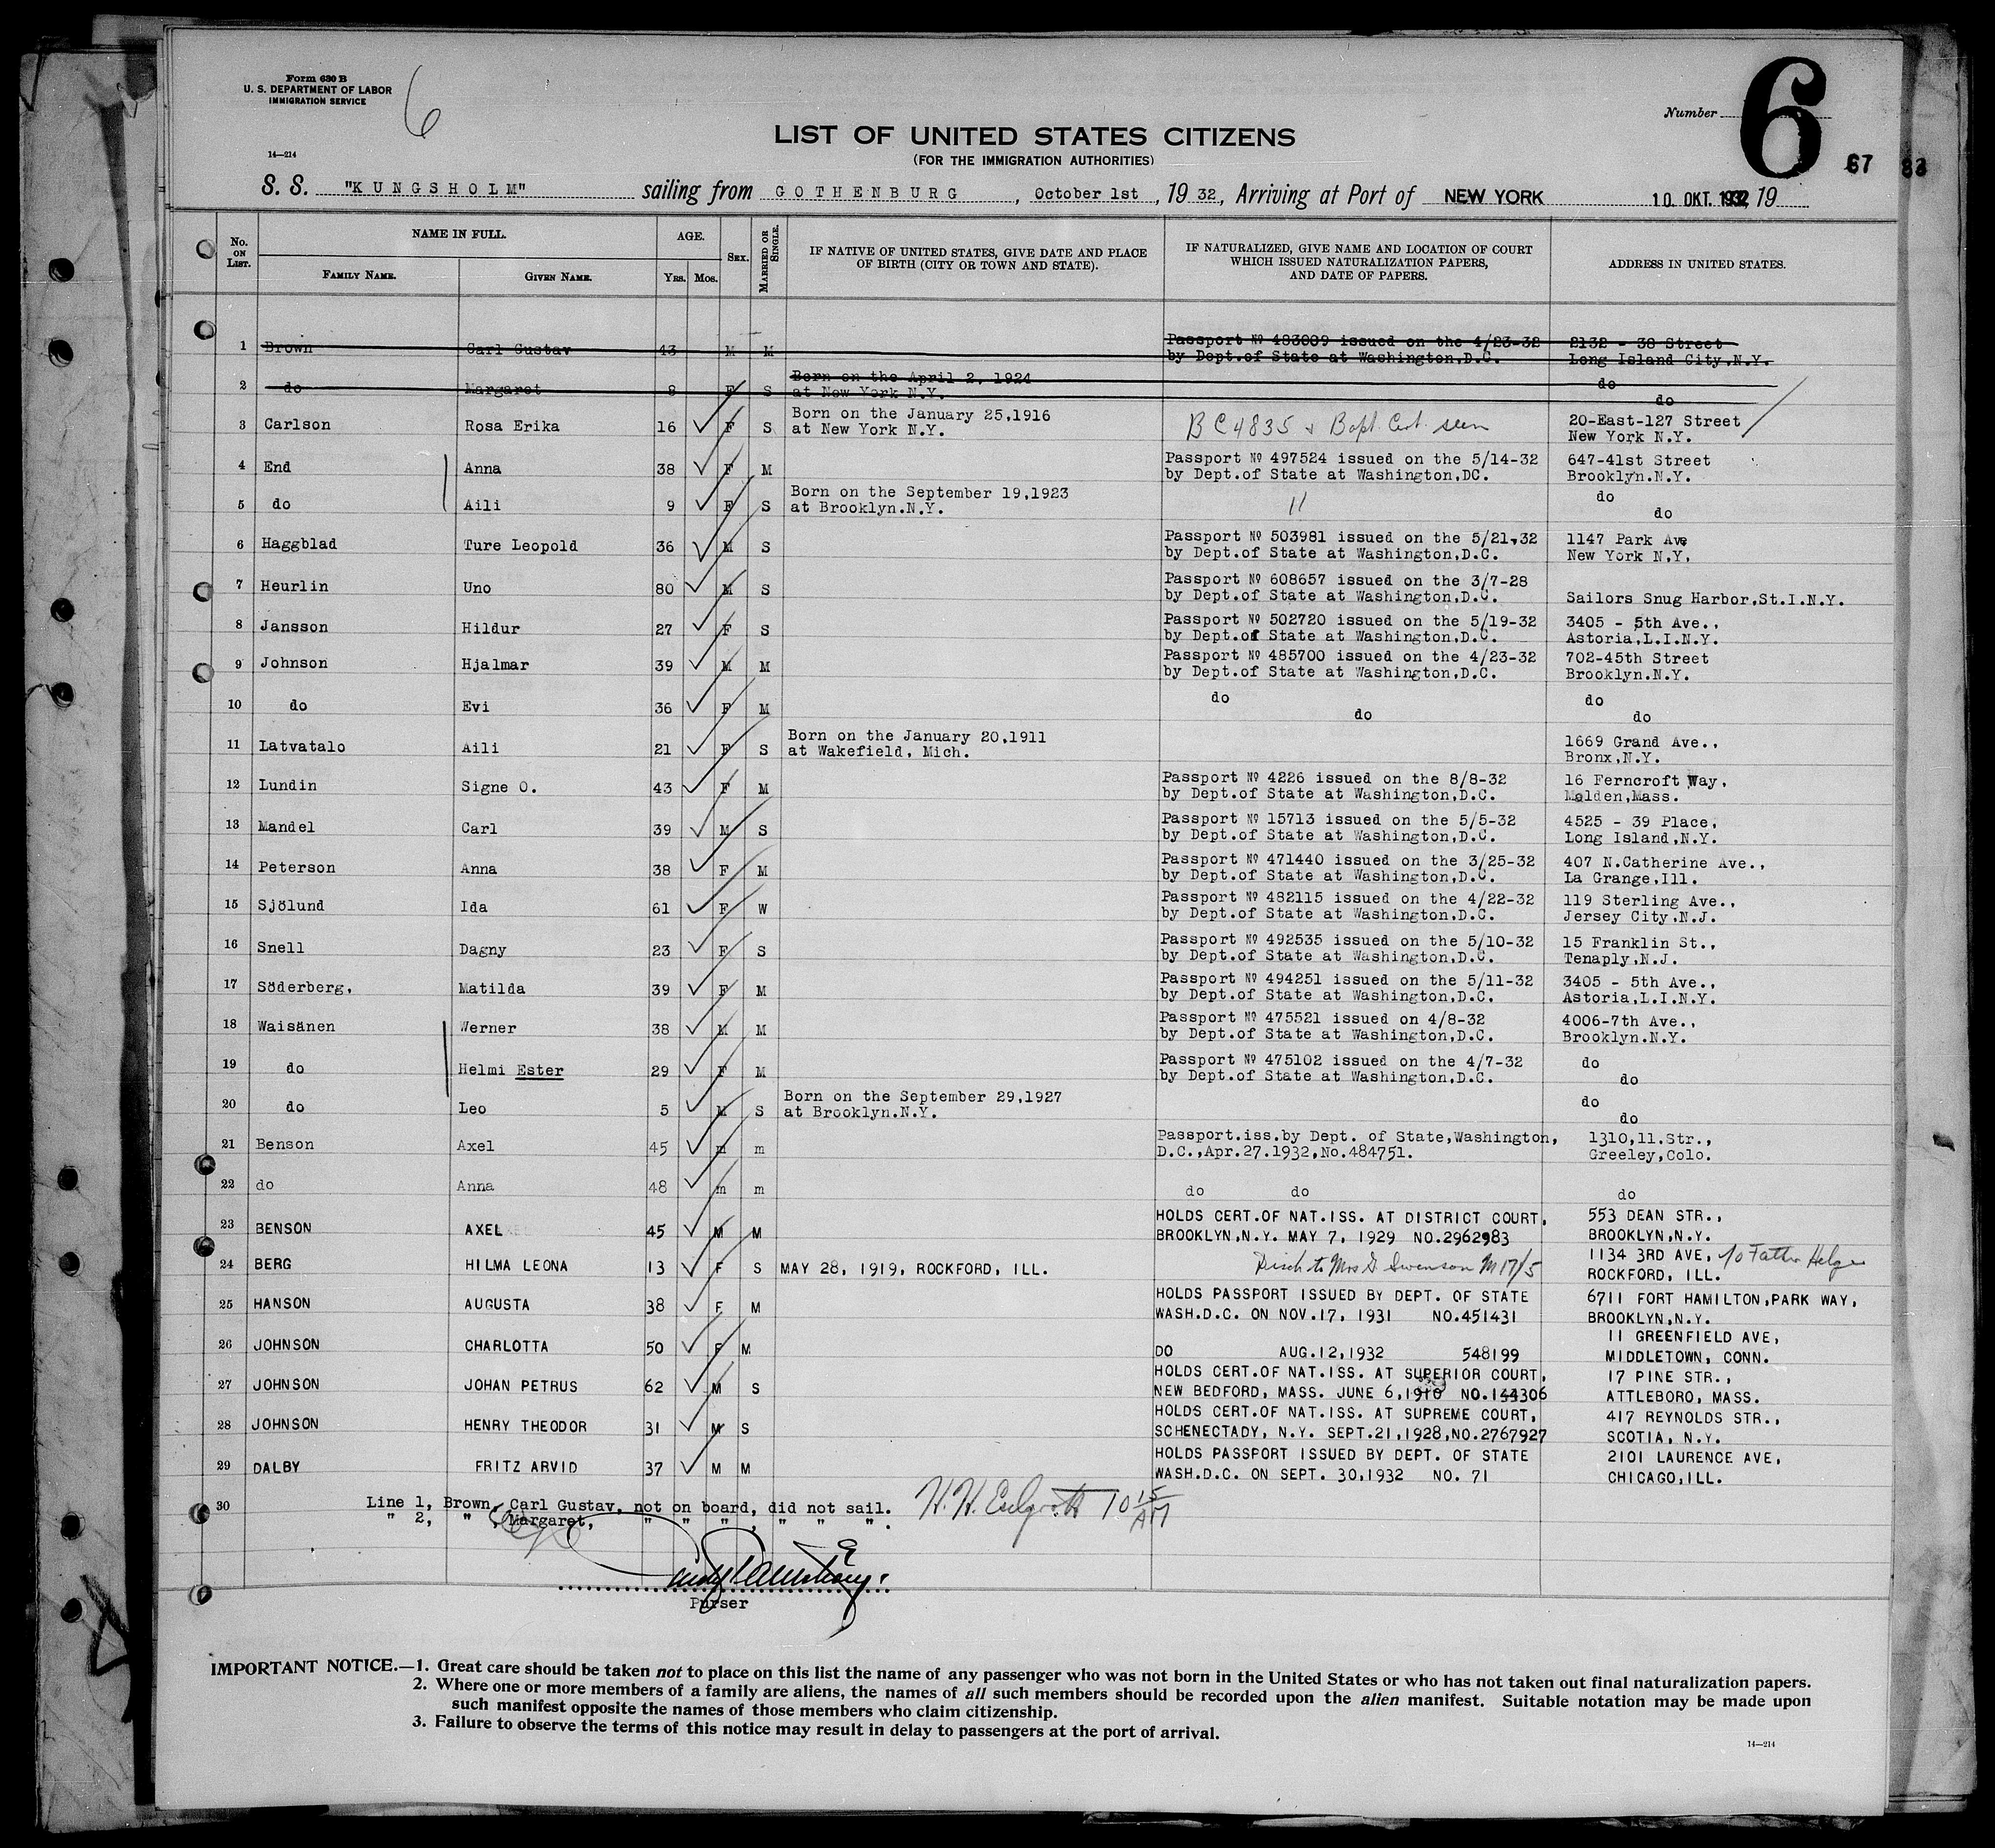 Form 630 B
U. S. DEPARTMENT OF LABOR
IMMIGRATION SERVICE
6
14—214
Number 6
LIST OF UNITED STATES CITIZENS
(FOR THE IMMIGRATION AUTHORITIES)
67 83
S. S. "KUNGSHOLM" sailing from GOTHENBURG, October 1st, 1932, Arriving at Port of NEW YORK 10. OKT. 1932, 19
No. ON LIST. NAME IN FULL. AGE. SEX. MARRIED OR SINGLE. IF NATIVE OF UNITED STATES, GIVE DATE AND PLACE OF BIRTH (CITY OR TOWN AND STATE). IF NATURALIZED, GIVE NAME AND LOCATION OF COURT WHICH ISSUED NATURALIZATION PAPERS, AND DATE OF PAPERS. ADDRESS IN UNITED STATES.
FAMILY NAME. GIVEN NAME. YRS. MOS.
Passport № 483009 issued on the 4/23-32 2132 - 38 Street
1 Brown Carl Gustav 43 M M by Dept.of State at Washington,D.C. Long Island City.N.Y.
Born on the April 2, 1924 do
2 do Margaret 8 F S at New York N.Y. do
Born on the January 25,1916 20-East-127 Street
3 Carlson Rosa Erika 16 F S at New York N.Y. B C 4835 & Bapt. Cert. seen New York N.Y.
Passport № 497524 issued on the 5/14-32 647-41st Street
4 End Anna 38 F M by Dept.of State at Washington,DC. Brooklyn.N.Y.
Born on the September 19,1923 do
5 do Aili 9 F S at Brooklyn.N.Y. " do
Passport № 503981 issued on the 5/21,32 1147 Park Ave
6 Haggblad Ture Leopold 36 M S by Dept.of State at Washington,D.C. New York N.Y.
Passport № 608657 issued on the 3/7-28
7 Heurlin Uno 80 M S by Dept.of State at Washington,D.C. Sailors Snug Harbor,St.I.N.Y.
Passport № 502720 issued on the 5/19-32 3405 - 5th Ave.,
8 Jansson Hildur 27 F S by Dept.of State at Washington,D.C. Astoria,L.I.N.Y.
Passport № 485700 issued on the 4/23-32 702-45th Street
9 Johnson Hjalmar 39 M M by Dept.of State at Washington,D.C. Brooklyn.N.Y.
do do
10 do Evi 36 F M do do
Born on the January 20,1911 1669 Grand Ave.,
11 Latvatalo Aili 21 F S at Wakefield, Mich. Bronx,N.Y.
Passport № 4226 issued on the 8/8-32 16 Ferncroft Way,
12 Lundin Signe O. 43 F M by Dept.of State at Washington,D.C. Malden,Mass.
Passport № 15713 issued on the 5/5-32 4525 - 39 Place,
13 Mandel Carl 39 M S by Dept.of State at Washington,D.C. Long Island,N.Y.
Passport № 471440 issued on the 3/25-32 407 N.Catherine Ave.,
14 Peterson Anna 38 F M by Dept.of State at Washington,D.C. La Grange,Ill.
Passport № 482115 issued on the 4/22-32 119 Sterling Ave.,
15 Sjölund Ida 61 F W by Dept.of State at Washington,D.C. Jersey City,N.J.
Passport № 492535 issued on the 5/10-32 15 Franklin St.,
16 Snell Dagny 23 F S by Dept.of State at Washington,D.C. Tenaply,N.J.
Passport № 494251 issued on the 5/11-32 3405 - 5th Ave.,
17 Söderberg, Matilda 39 F M by Dept.of State at Washington,D.C. Astoria,L.I.N.Y.
Passport № 475521 issued on 4/8-32 4006-7th Ave.,
18 Waisänen Werner 38 M M by Dept.of State at Washington,D.C. Brooklyn.N.Y.
Passport № 475102 issued on the 4/7-32 do
19 do Helmi Ester 29 F M by Dept.of State at Washington,D.C. do
Born on the September 29,1927 do
20 do Leo 5 M S at Brooklyn.N.Y. do
Passport.iss.by Dept. of State,Washington, 1310,11.Str.,
21 Benson Axel 45 m m D.C.,Apr.27.1932,No.484751. Greeley,Colo.
22 do Anna 48 m m do do do
HOLDS CERT.OF NAT.ISS. AT DISTRICT COURT, 553 DEAN STR.,
23 BENSON AXEL 45 M M BROOKLYN,N.Y. MAY 7, 1929 NO.2962983 BROOKLYN,N.Y.
1134 3RD AVE, c/o Father Helge
24 BERG HILMA LEONA 13 F S MAY 28, 1919, ROCKFORD, ILL. Disch to Mrs G Swenson M 17/5 ROCKFORD, ILL.
HOLDS PASSPORT ISSUED BY DEPT. OF STATE 6711 FORT HAMILTON,PARK WAY,
25 HANSON AUGUSTA 38 F M WASH.D.C. ON NOV.17, 1931 NO.451431 BROOKLYN,N.Y.
11 GREENFIELD AVE,
26 JOHNSON CHARLOTTA 50 F M DO AUG.12,1932 548199 MIDDLETOWN, CONN.
HOLDS CERT.OF NAT.ISS. AT SUPERIOR COURT, 17 PINE STR.,
27 JOHNSON JOHAN PETRUS 62 M S NEW BEDFORD, MASS. JUNE 6,1910 NO.144306 ATTLEBORO, MASS.
HOLDS CERT.OF NAT.ISS. AT SUPREME COURT, 417 REYNOLDS STR.,
28 JOHNSON HENRY THEODOR 31 M S SCHENECTADY, N.Y. SEPT.21,1928,NO.2767927 SCOTIA, N.Y.
HOLDS PASSPORT ISSUED BY DEPT. OF STATE 2101 LAURENCE AVE,
29 DALBY FRITZ ARVID 37 M M WASH.D.C. ON SEPT. 30,1932 NO. 71 CHICAGO,ILL.
30 Line 1, Brown, Carl Gustav, not on board, did not sail. 10 15/AM
" 2, " , Margaret, " " " , " " " .
Purser
IMPORTANT NOTICE.—1. Great care should be taken not to place on this list the name of any passenger who was not born in the United States or who has not taken out final naturalization papers.
2. Where one or more members of a family are aliens, the names of all such members should be recorded upon the alien manifest. Suitable notation may be made upon
such manifest opposite the names of those members who claim citizenship.
3. Failure to observe the terms of this notice may result in delay to passengers at the port of arrival.
14—214